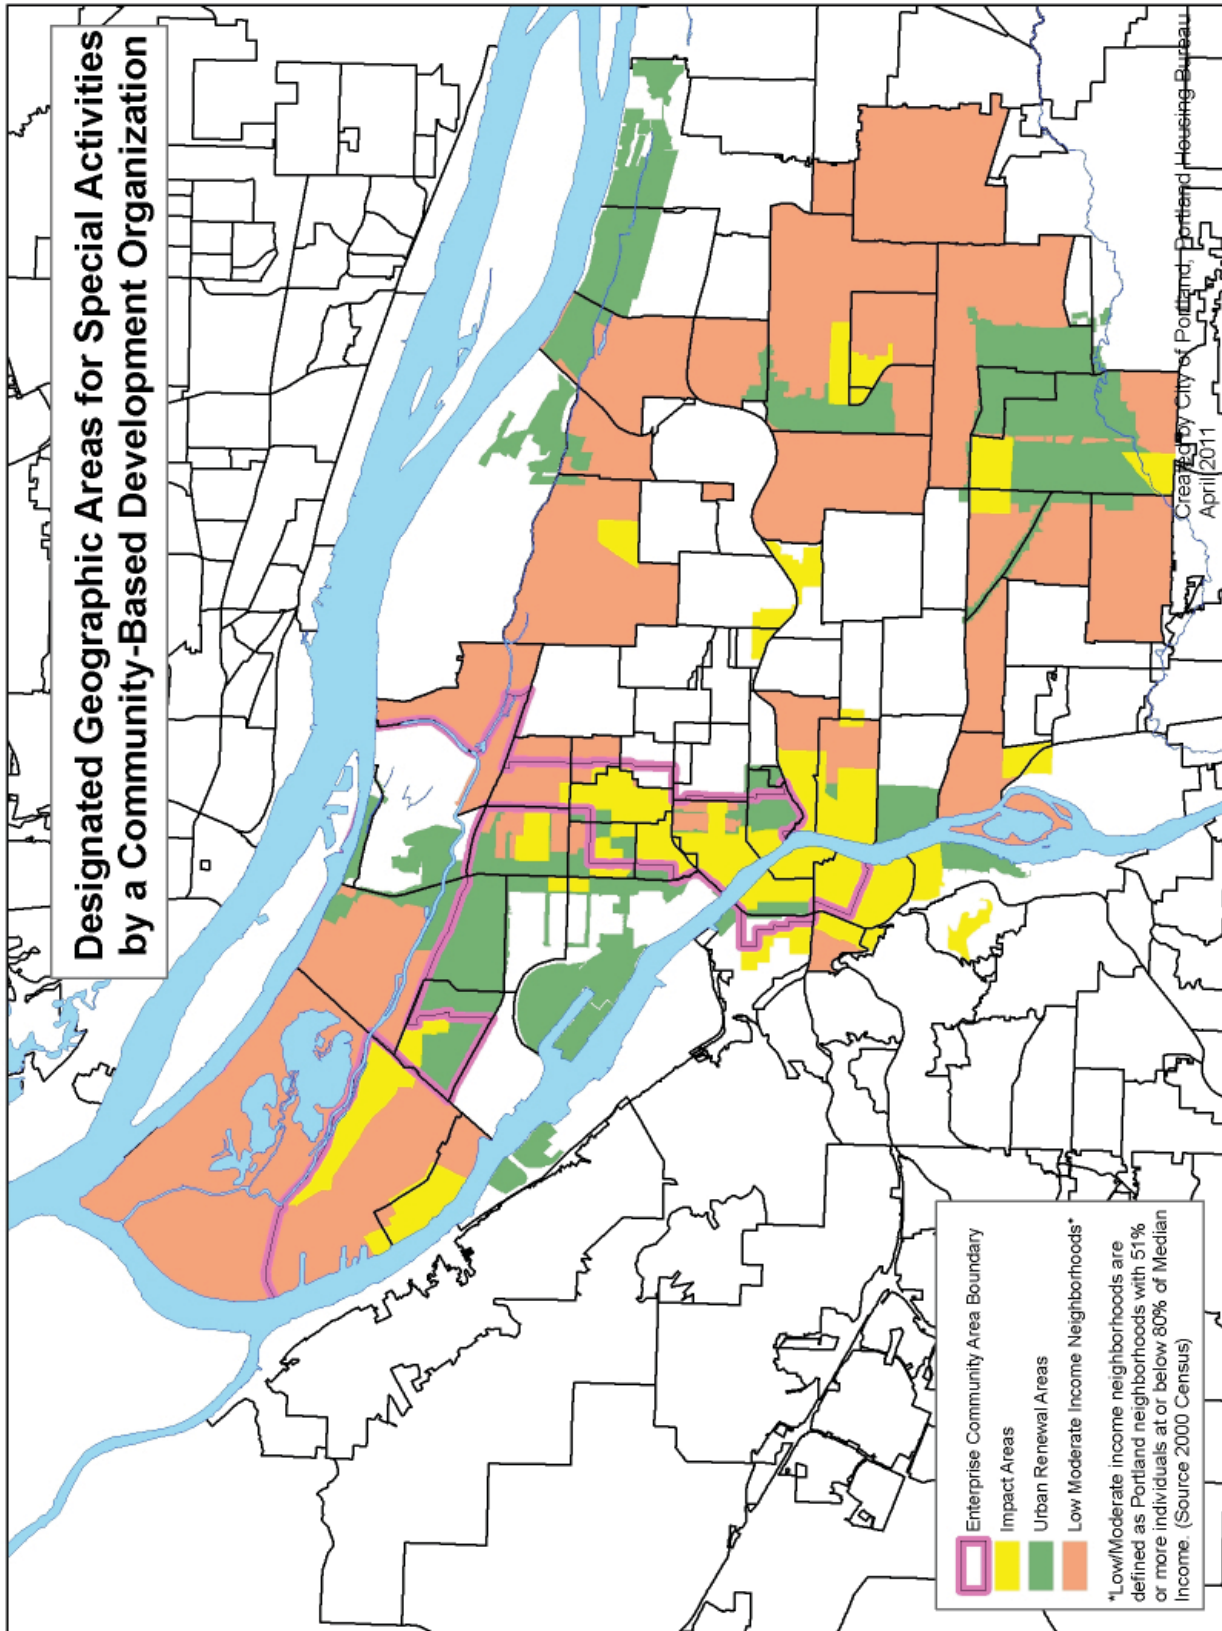 Designated Geographic Areas for Special Activities
by a Community-Based Development Organization
Enterprise Community Area Boundary
Impact Areas
Urban Renewal Areas
Low Moderate Income Neighborhoods*
*Low/Moderate income neighborhoods are
defined as Portland neighborhoods with 51%
or more individuals at or below 80% of Median
Income. (Source 2000 Census)
Created by City of Portland, Portland Housing Bureau
April 2011